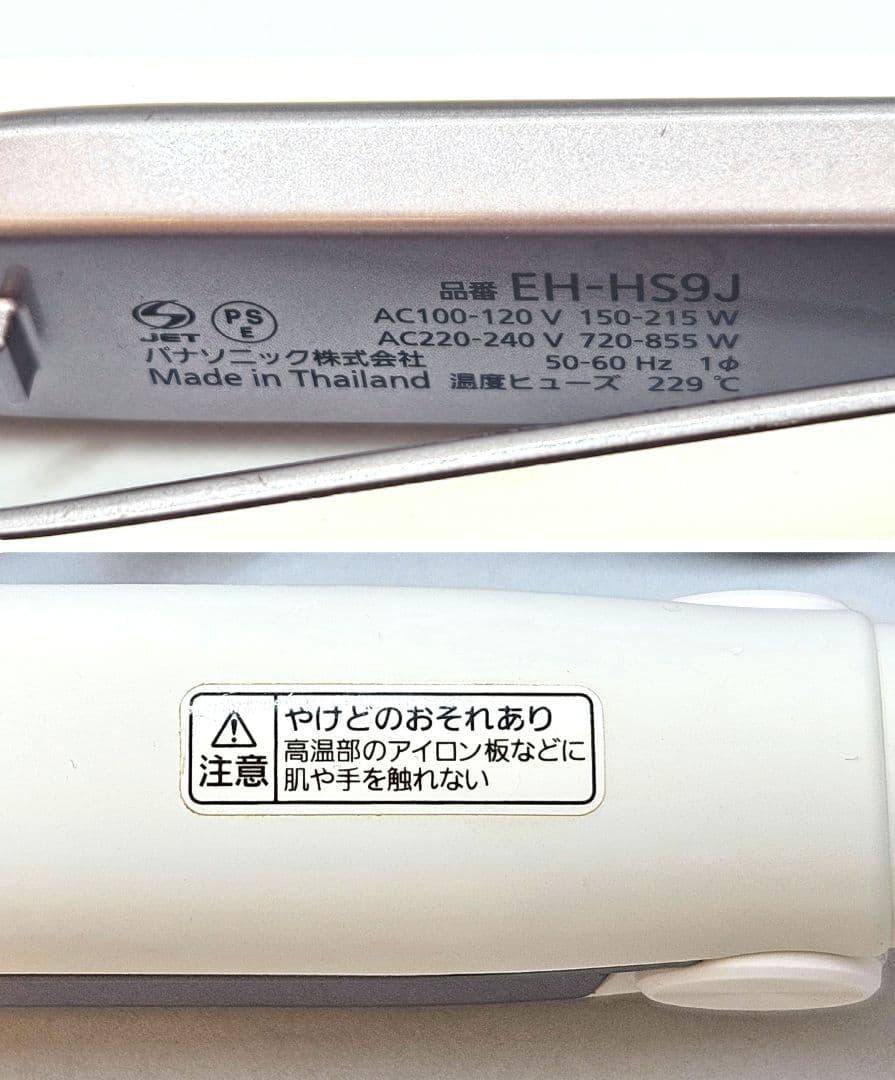 品番 EH-HS9J
AC100-120 V 150-215 W
AC220-240 V 720-855 W
50-60 Hz 1ϕ
温度ヒューズ 229 ℃
JET
PS
E
パナソニック株式会社
Made in Thailand
注意
やけどのおそれあり
高温部のアイロン板などに
肌や手を触れない